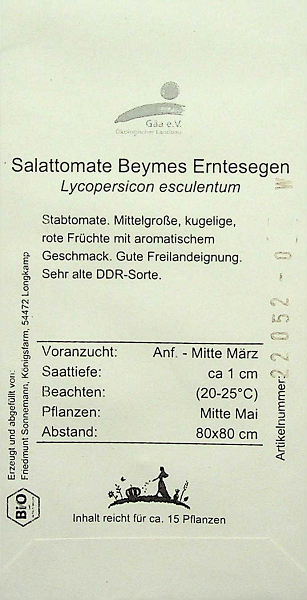 Gäa e.V.
Ökologischer Landbau
Salattomate Beymes Erntesegen
Lycopersicon esculentum
Stabtomate. Mittelgroße, kugelige,
rote Früchte mit aromatischem
Geschmack. Gute Freilandeignung.
Sehr alte DDR-Sorte.
Voranzucht: Anf. - Mitte März
Saattiefe: ca 1 cm
Beachten: (20-25°C)
Pflanzen: Mitte Mai
Abstand: 80x80 cm
Inhalt reicht für ca. 15 Pflanzen
Erzeugt und abgefüllt von:
Friedmunt Sonnemann, Königsfarm, 54472 Longkamp
Bio
Artikelnummer: